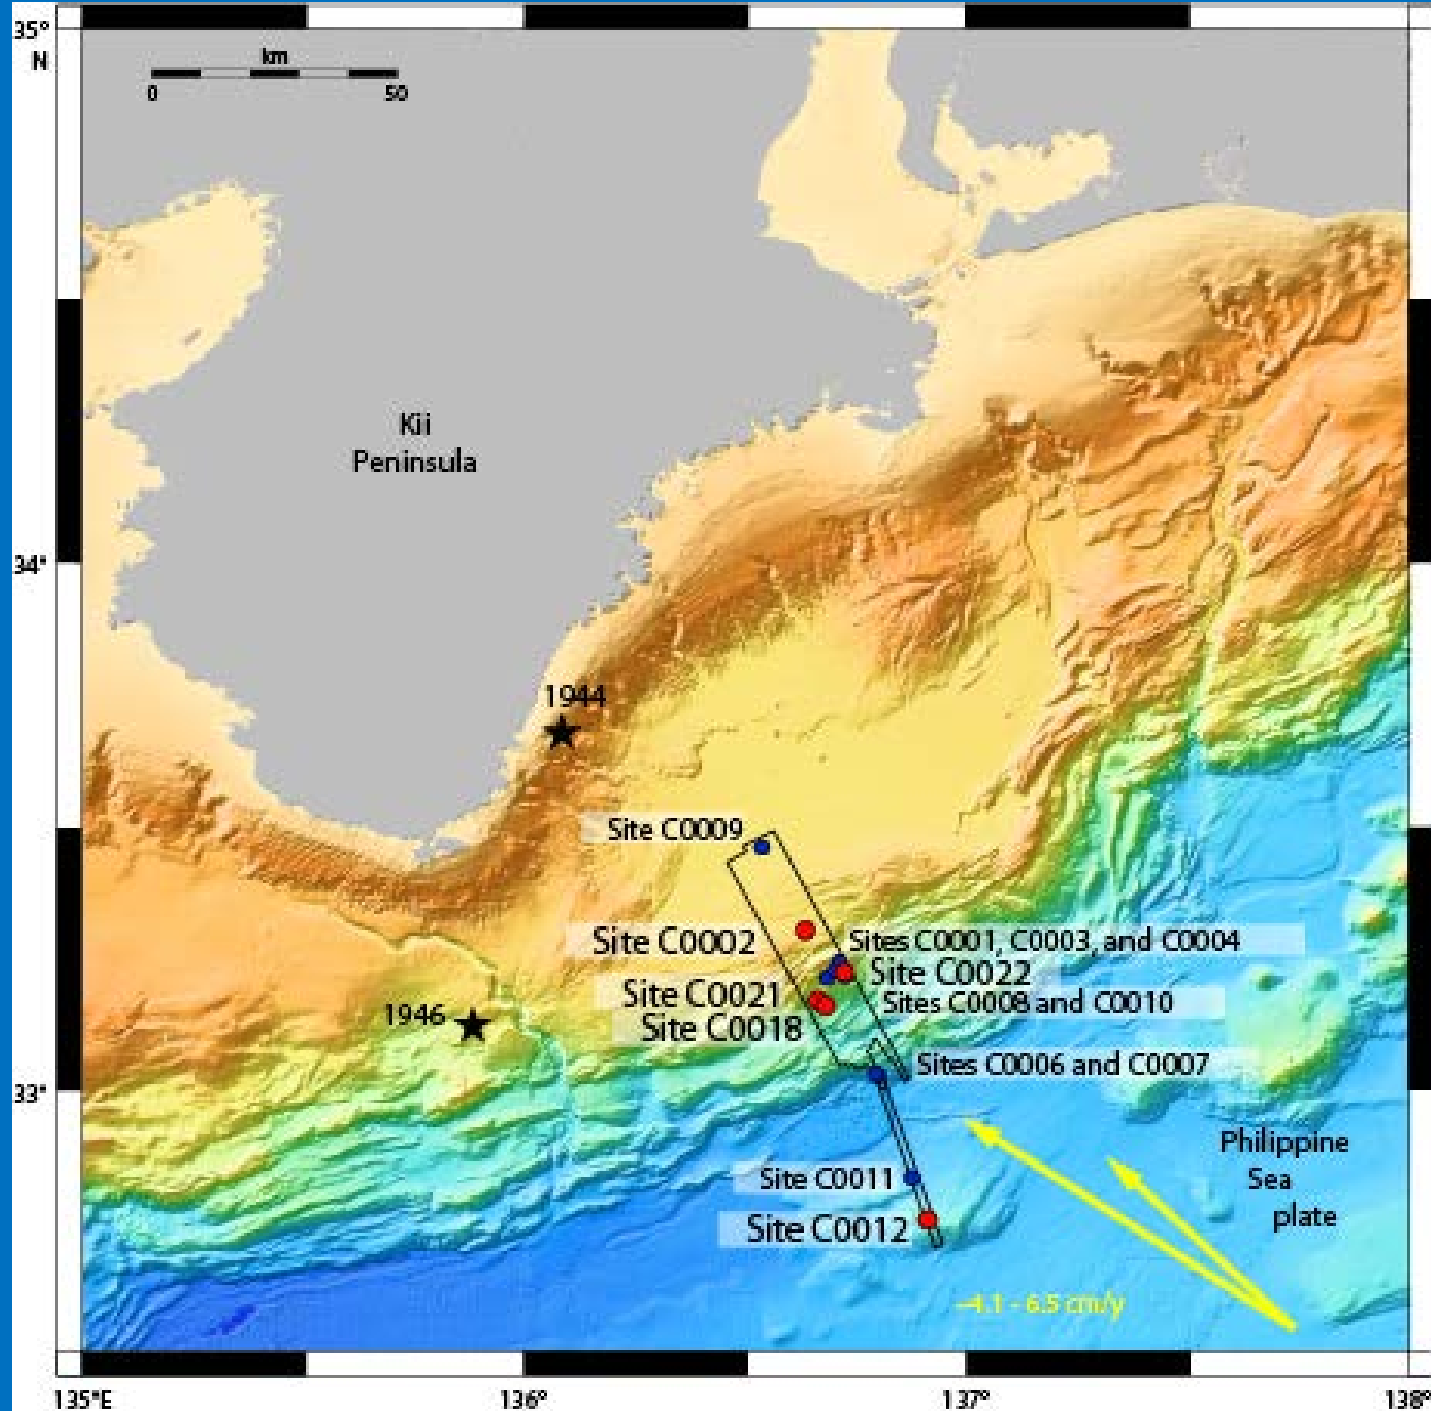 35°
N
km
0 50
Kii
Peninsula
34°
1944
Site C0009
Site C0002
Sites C0001, C0003, and C0004
Site C0022
Site C0021
Sites C0008 and C0010
1946
Site C0018
33°
Sites C0006 and C0007
Philippine
Sea
plate
Site C0011
Site C0012
~4.1 - 6.5 cm/y
135°E 136° 137° 138°